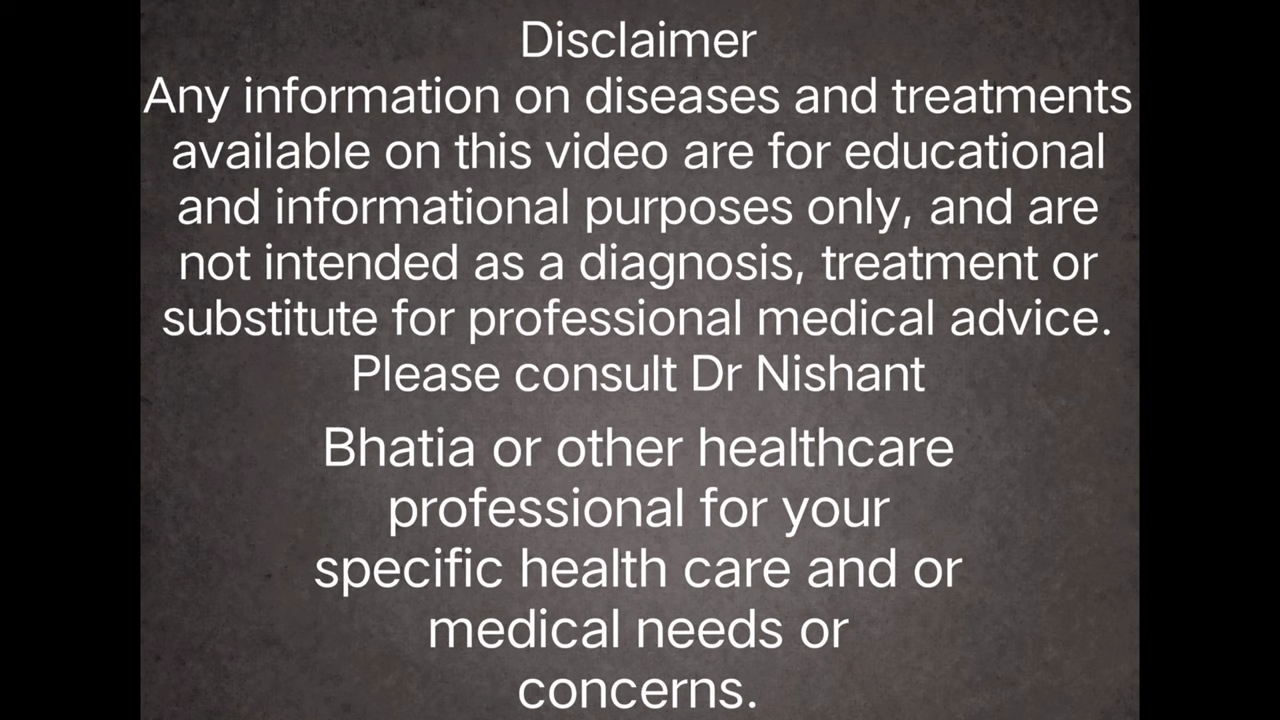 Disclaimer
Any information on diseases and treatments
available on this video are for educational
and informational purposes only, and are
not intended as a diagnosis, treatment or
substitute for professional medical advice.
Please consult Dr Nishant
Bhatia or other healthcare
professional for your
specific health care and or
medical needs or
concerns.